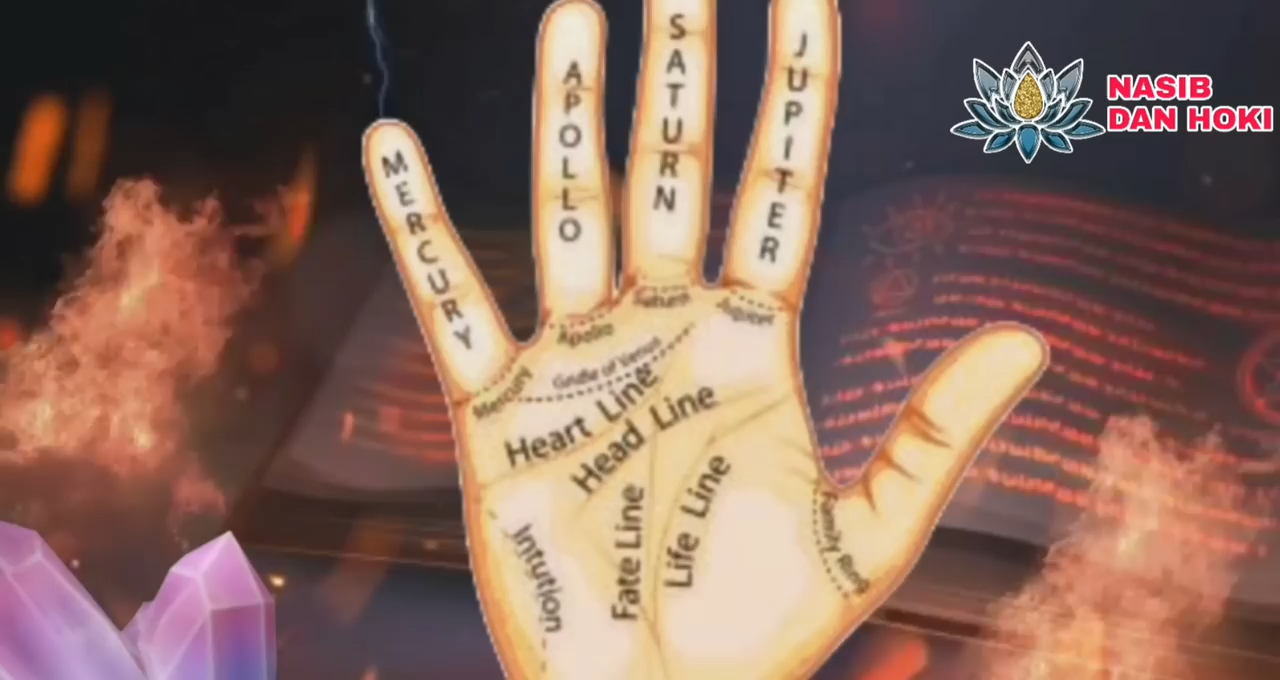 NASIB
DAN HOKI
MERCURY
APOLLO
SATURN
JUPITER
Mercury
Apollo
Saturn
Jupiter
Girdle of Venus
Heart Line
Head Line
Fate Line
Life Line
Intution
Family Ring